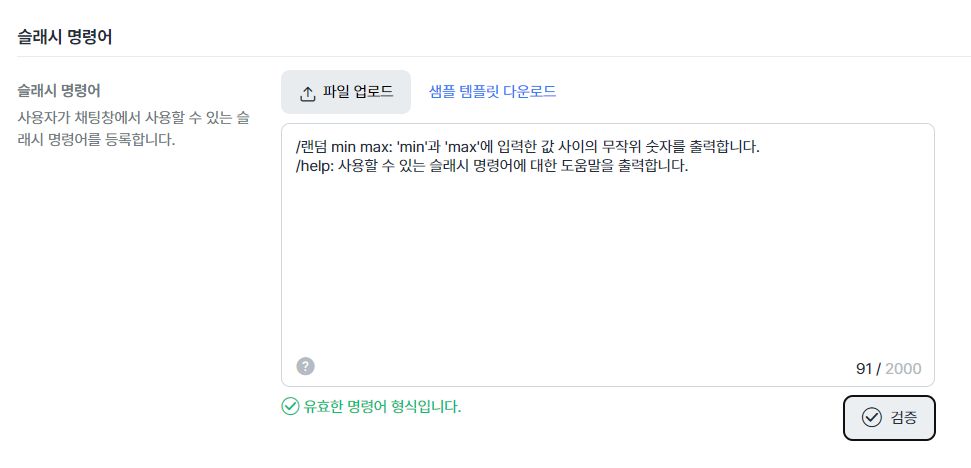 슬래시 명령어
슬래시 명령어
사용자가 채팅창에서 사용할 수 있는 슬
래시 명령어를 등록합니다.
파일 업로드
샘플 템플릿 다운로드
/랜덤 min max: 'min'과 'max'에 입력한 값 사이의 무작위 숫자를 출력합니다.
/help: 사용할 수 있는 슬래시 명령어에 대한 도움말을 출력합니다.
?
91 / 2000
유효한 명령어 형식입니다.
검증